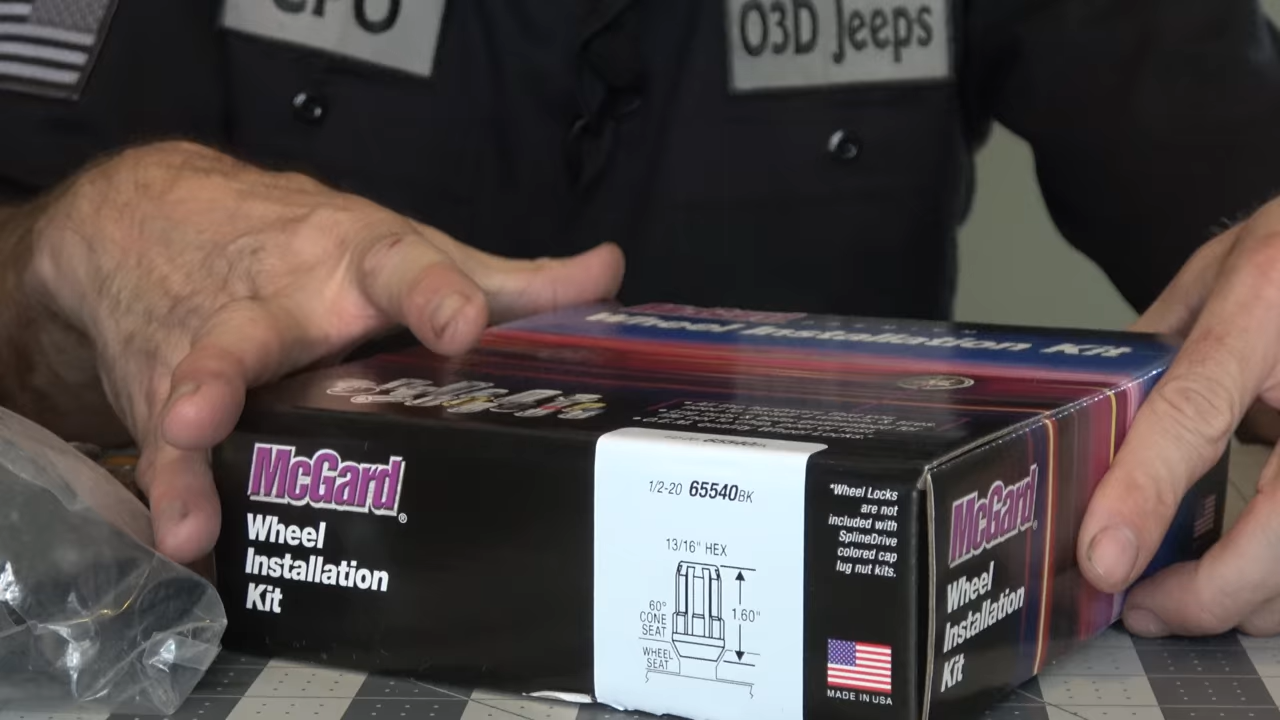 CPO
O3D Jeeps
Wheel Installation Kit
McGard®
Wheel
Installation
Kit
1/2-20 65540BK
13/16" HEX
60°
CONE
SEAT
1.60"
WHEEL
SEAT
*Wheel Locks
are not
included with
SplineDrive
colored cap
lug nut kits.
MADE IN USA
McGard®
Wheel
Installation
Kit